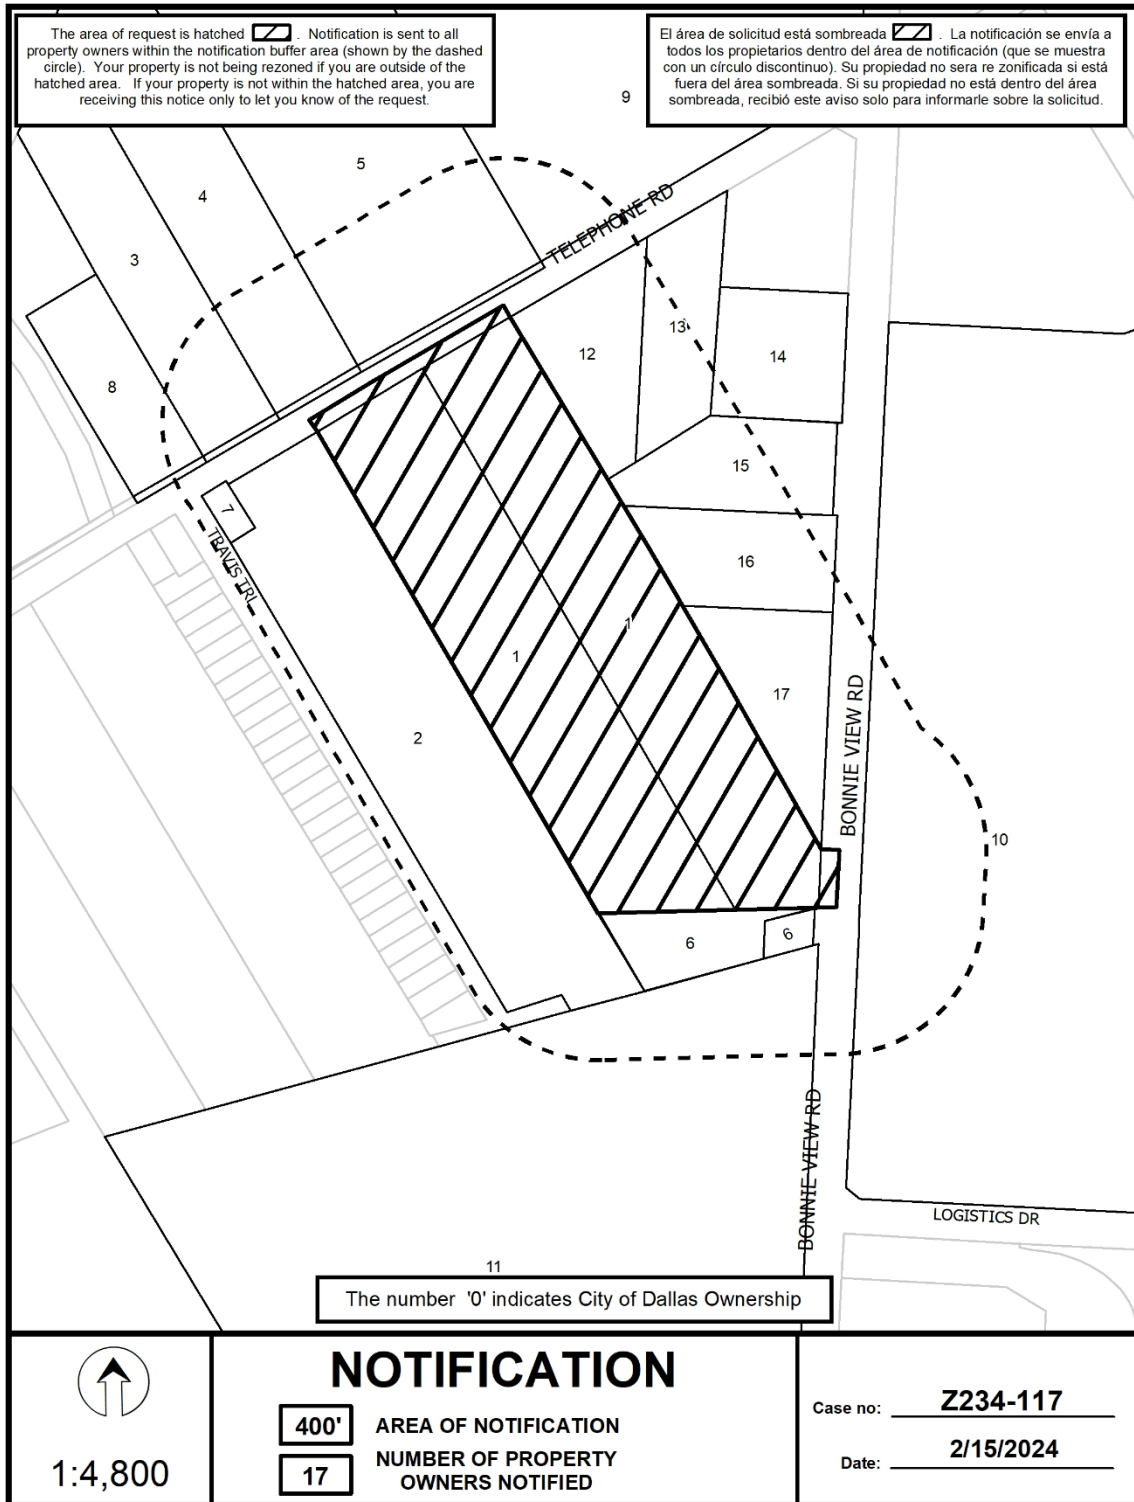 The area of request is hatched . Notification is sent to all
property owners within the notification buffer area (shown by the dashed
circle). Your property is not being rezoned if you are outside of the
hatched area. If your property is not within the hatched area, you are
receiving this notice only to let you know of the request.
El área de solicitud está sombreada . La notificación se envía a
todos los propietarios dentro del área de notificación (que se muestra
con un círculo discontinuo). Su propiedad no sera re zonificada si está
fuera del área sombreada. Si su propiedad no está dentro del área
sombreada, recibió este aviso solo para informarle sobre la solicitud.
9
5
4
3
TELEPHONE RD
13
12
14
8
15
7
TRAVIS TRL
16
1
1
17
2
BONNIE VIEW RD
10
6
6
BONNIE VIEW RD
LOGISTICS DR
11
The number '0' indicates City of Dallas Ownership
1:4,800
NOTIFICATION
400' AREA OF NOTIFICATION
17 NUMBER OF PROPERTY
OWNERS NOTIFIED
Case no: Z234-117
Date: 2/15/2024